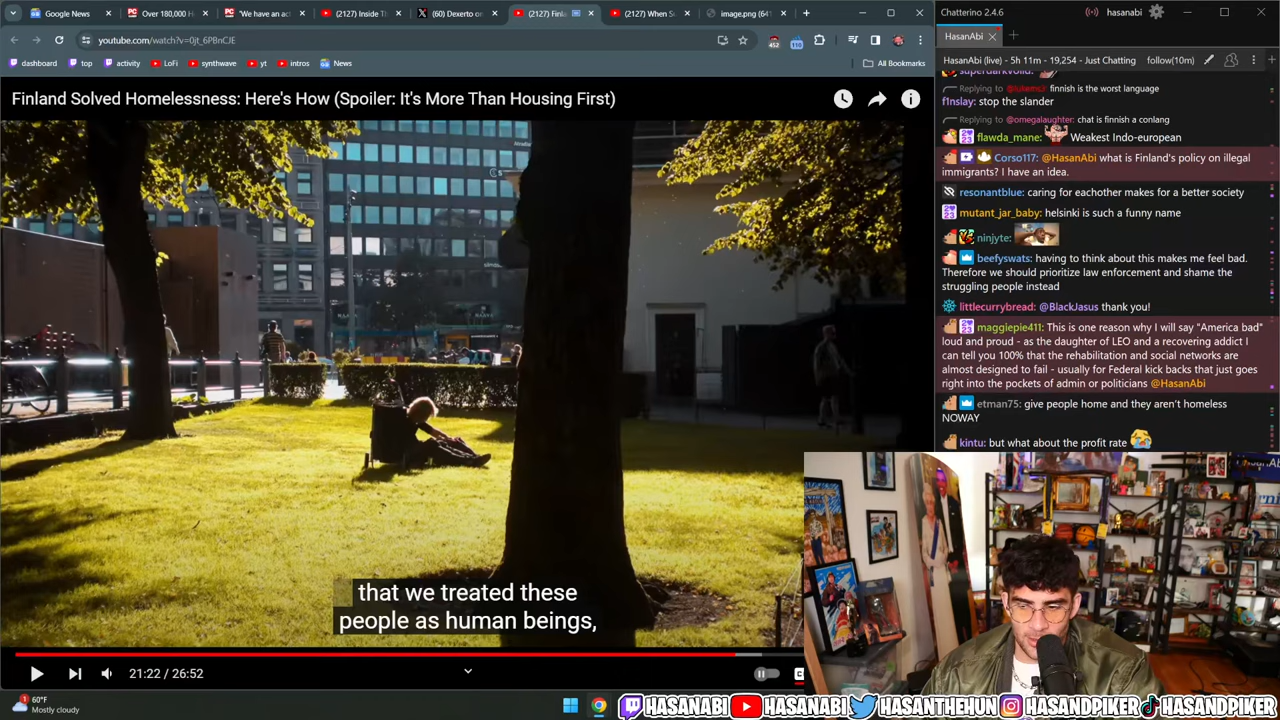 Google News
Over 180,000 H
"We have an act
(2127) Inside Th
(60) Dexerto on
(2127) Finl
(2127) When S
image.png (641
youtube.com/watch?v=0jt_6PBnCJE
452
110
dashboard
top
activity
LoFi
synthwave
yt
intros
News
All Bookmarks
Finland Solved Homelessness: Here's How (Spoiler: It's More Than Housing First)
that we treated these
people as human beings,
21:22 / 26:52
60°F
Mostly cloudy
Chatterino 2.4.6
hasanabi
HasanAbi
HasanAbi (live) - 5h 11m - 19,254 - Just Chatting
follow(10m)
finnish is the worst language
f1nslay: stop the slander
Replying to @omegalaughter: chat is finnish a conlang
flawda_mane: Weakest Indo-european
Corso117: @HasanAbi what is Finland's policy on illegal
immigrants? I have an idea.
resonantblue: caring for eachother makes for a better society
mutant_jar_baby: helsinki is such a funny name
ninjyte:
beefyswats: having to think about this makes me feel bad.
Therefore we should prioritize law enforcement and shame the
struggling people instead
littlecurrybread: @BlackJasus thank you!
maggiepie411: This is one reason why I will say "America bad"
loud and proud - as the daughter of LEO and a recovering addict I
can tell you 100% that the rehabilitation and social networks are
almost designed to fail - usually for Federal kick backs that just goes
right into the pockets of admin or politicians @HasanAbi
etman75: give people home and they aren't homeless
NOWAY
kintu: but what about the profit rate
HASANABI
HASANABI
HASANTHEHUN
HASANDPIKER
HASANDPIKER